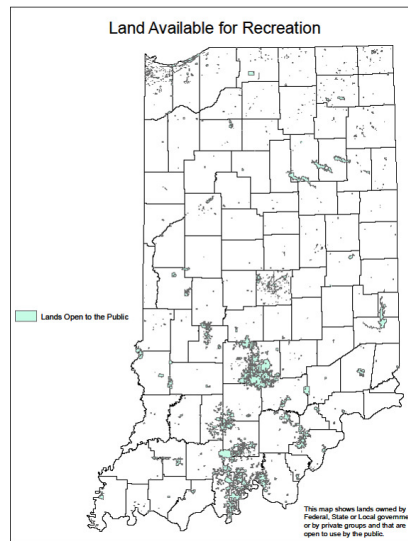 Land Available for Recreation
Lands Open to the Public
This map shows lands owned by
Federal, State or Local governme
or by private groups and that are
open to use by the public.